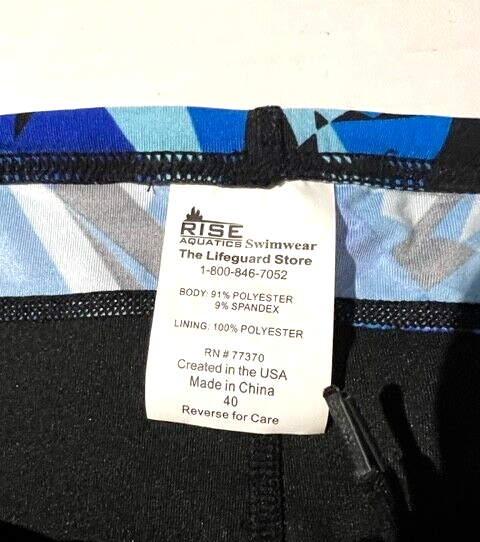 RISE
AQUATICS Swimwear
The Lifeguard Store
1-800-846-7052
BODY: 91% POLYESTER
9% SPANDEX
LINING: 100% POLYESTER
RN # 77370
Created in the USA
Made in China
40
Reverse for Care